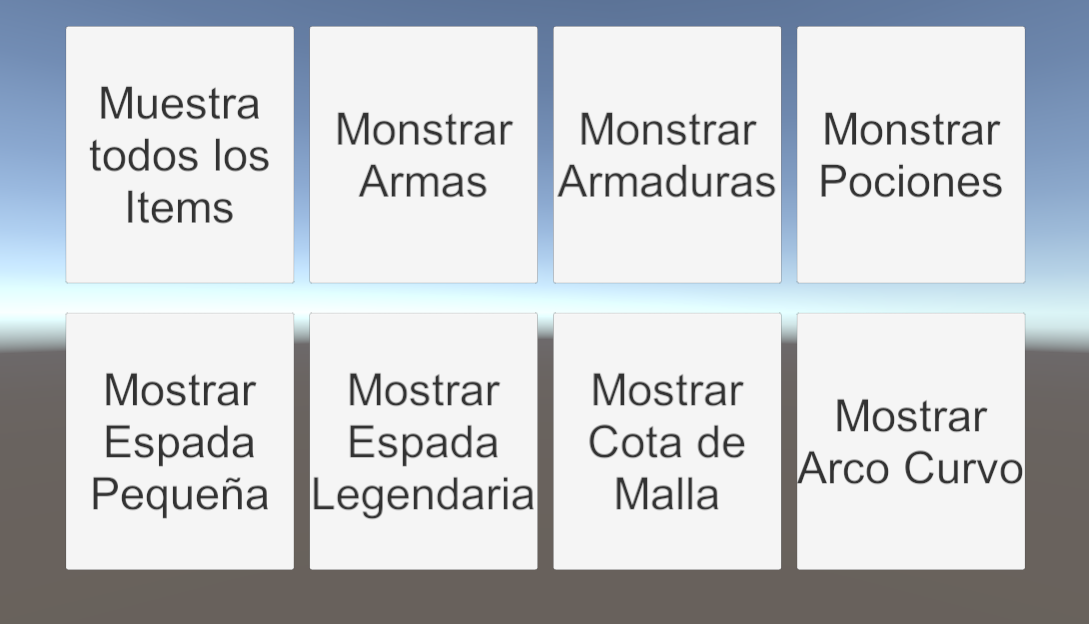 Muestra
todos los
Items
Monstrar
Armas
Monstrar
Armaduras
Monstrar
Pociones
Mostrar
Espada
Pequeña
Mostrar
Espada
Legendaria
Mostrar
Cota de
Malla
Mostrar
Arco Curvo